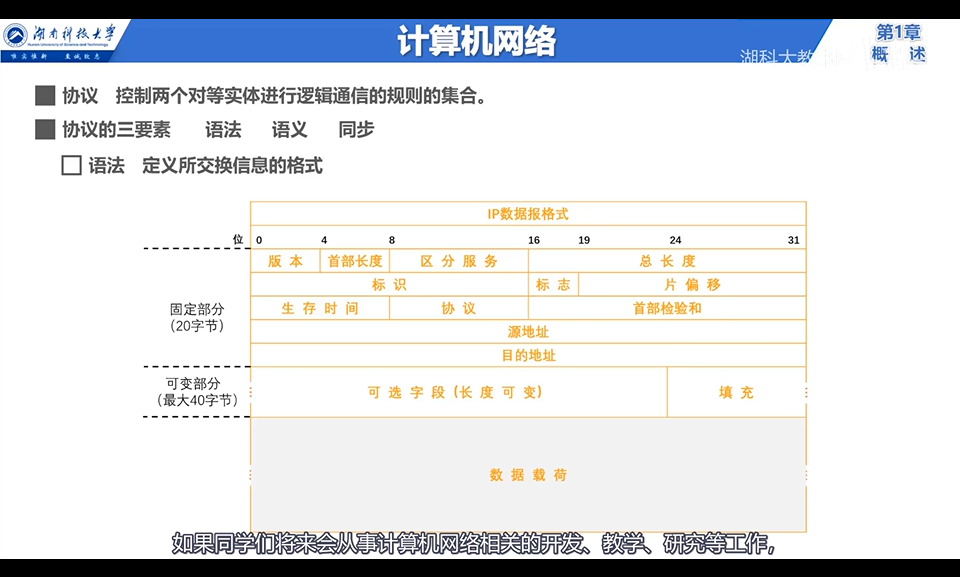 湖南科技大学
Hunan University of Science and Technology
唯实惟新 至诚致志
计算机网络
第1章
概 述
湖科大教
协议 控制两个对等实体进行逻辑通信的规则的集合。
协议的三要素 语法 语义 同步
语法 定义所交换信息的格式
IP数据报格式
位 0 4 8 16 19 24 31
版 本 首部长度 区 分 服 务 总 长 度
标 识 标 志 片 偏 移
固定部分
(20字节)
生 存 时 间 协 议 首部检验和
源地址
目的地址
可变部分
(最大40字节)
可 选 字 段 (长 度 可 变) 填 充
数 据 载 荷
如果同学们将来会从事计算机网络相关的开发、教学、研究等工作，